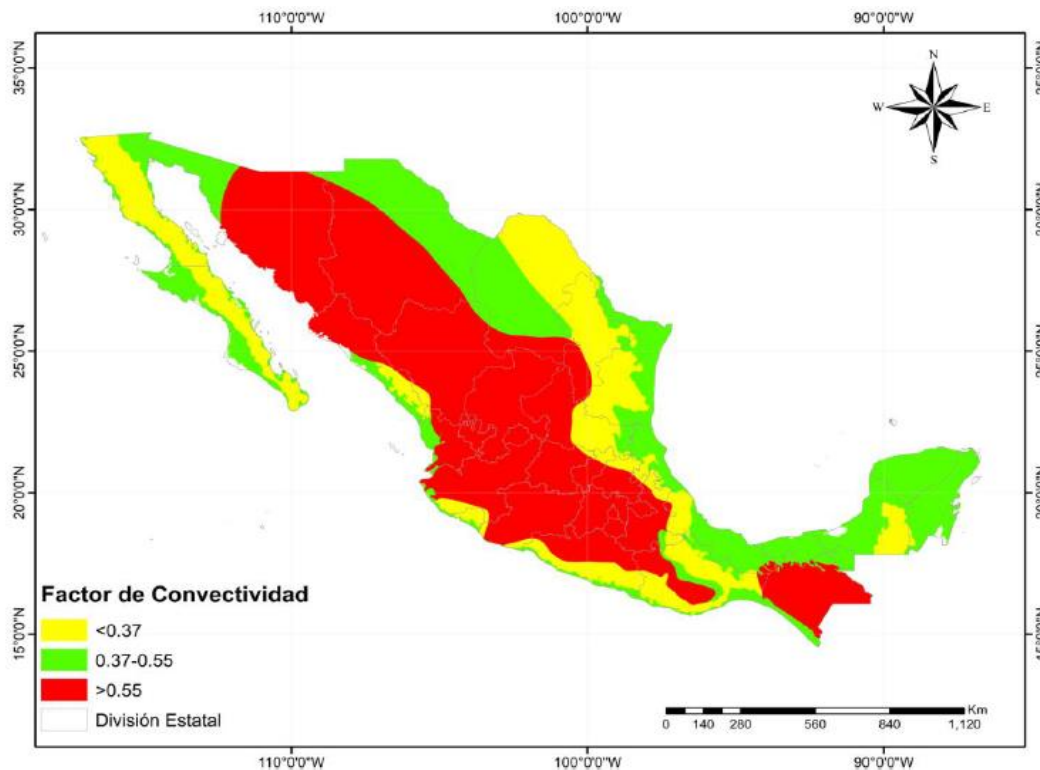 110°0'0"W 100°0'0"W 90°0'0"W
N
W E
S
35°0'0"N
30°0'0"N
25°0'0"N
20°0'0"N
15°0'0"N
Factor de Convectividad
<0.37
0.37-0.55
>0.55
División Estatal
Km
0 140 280 560 840 1,120
110°0'0"W 100°0'0"W 90°0'0"W